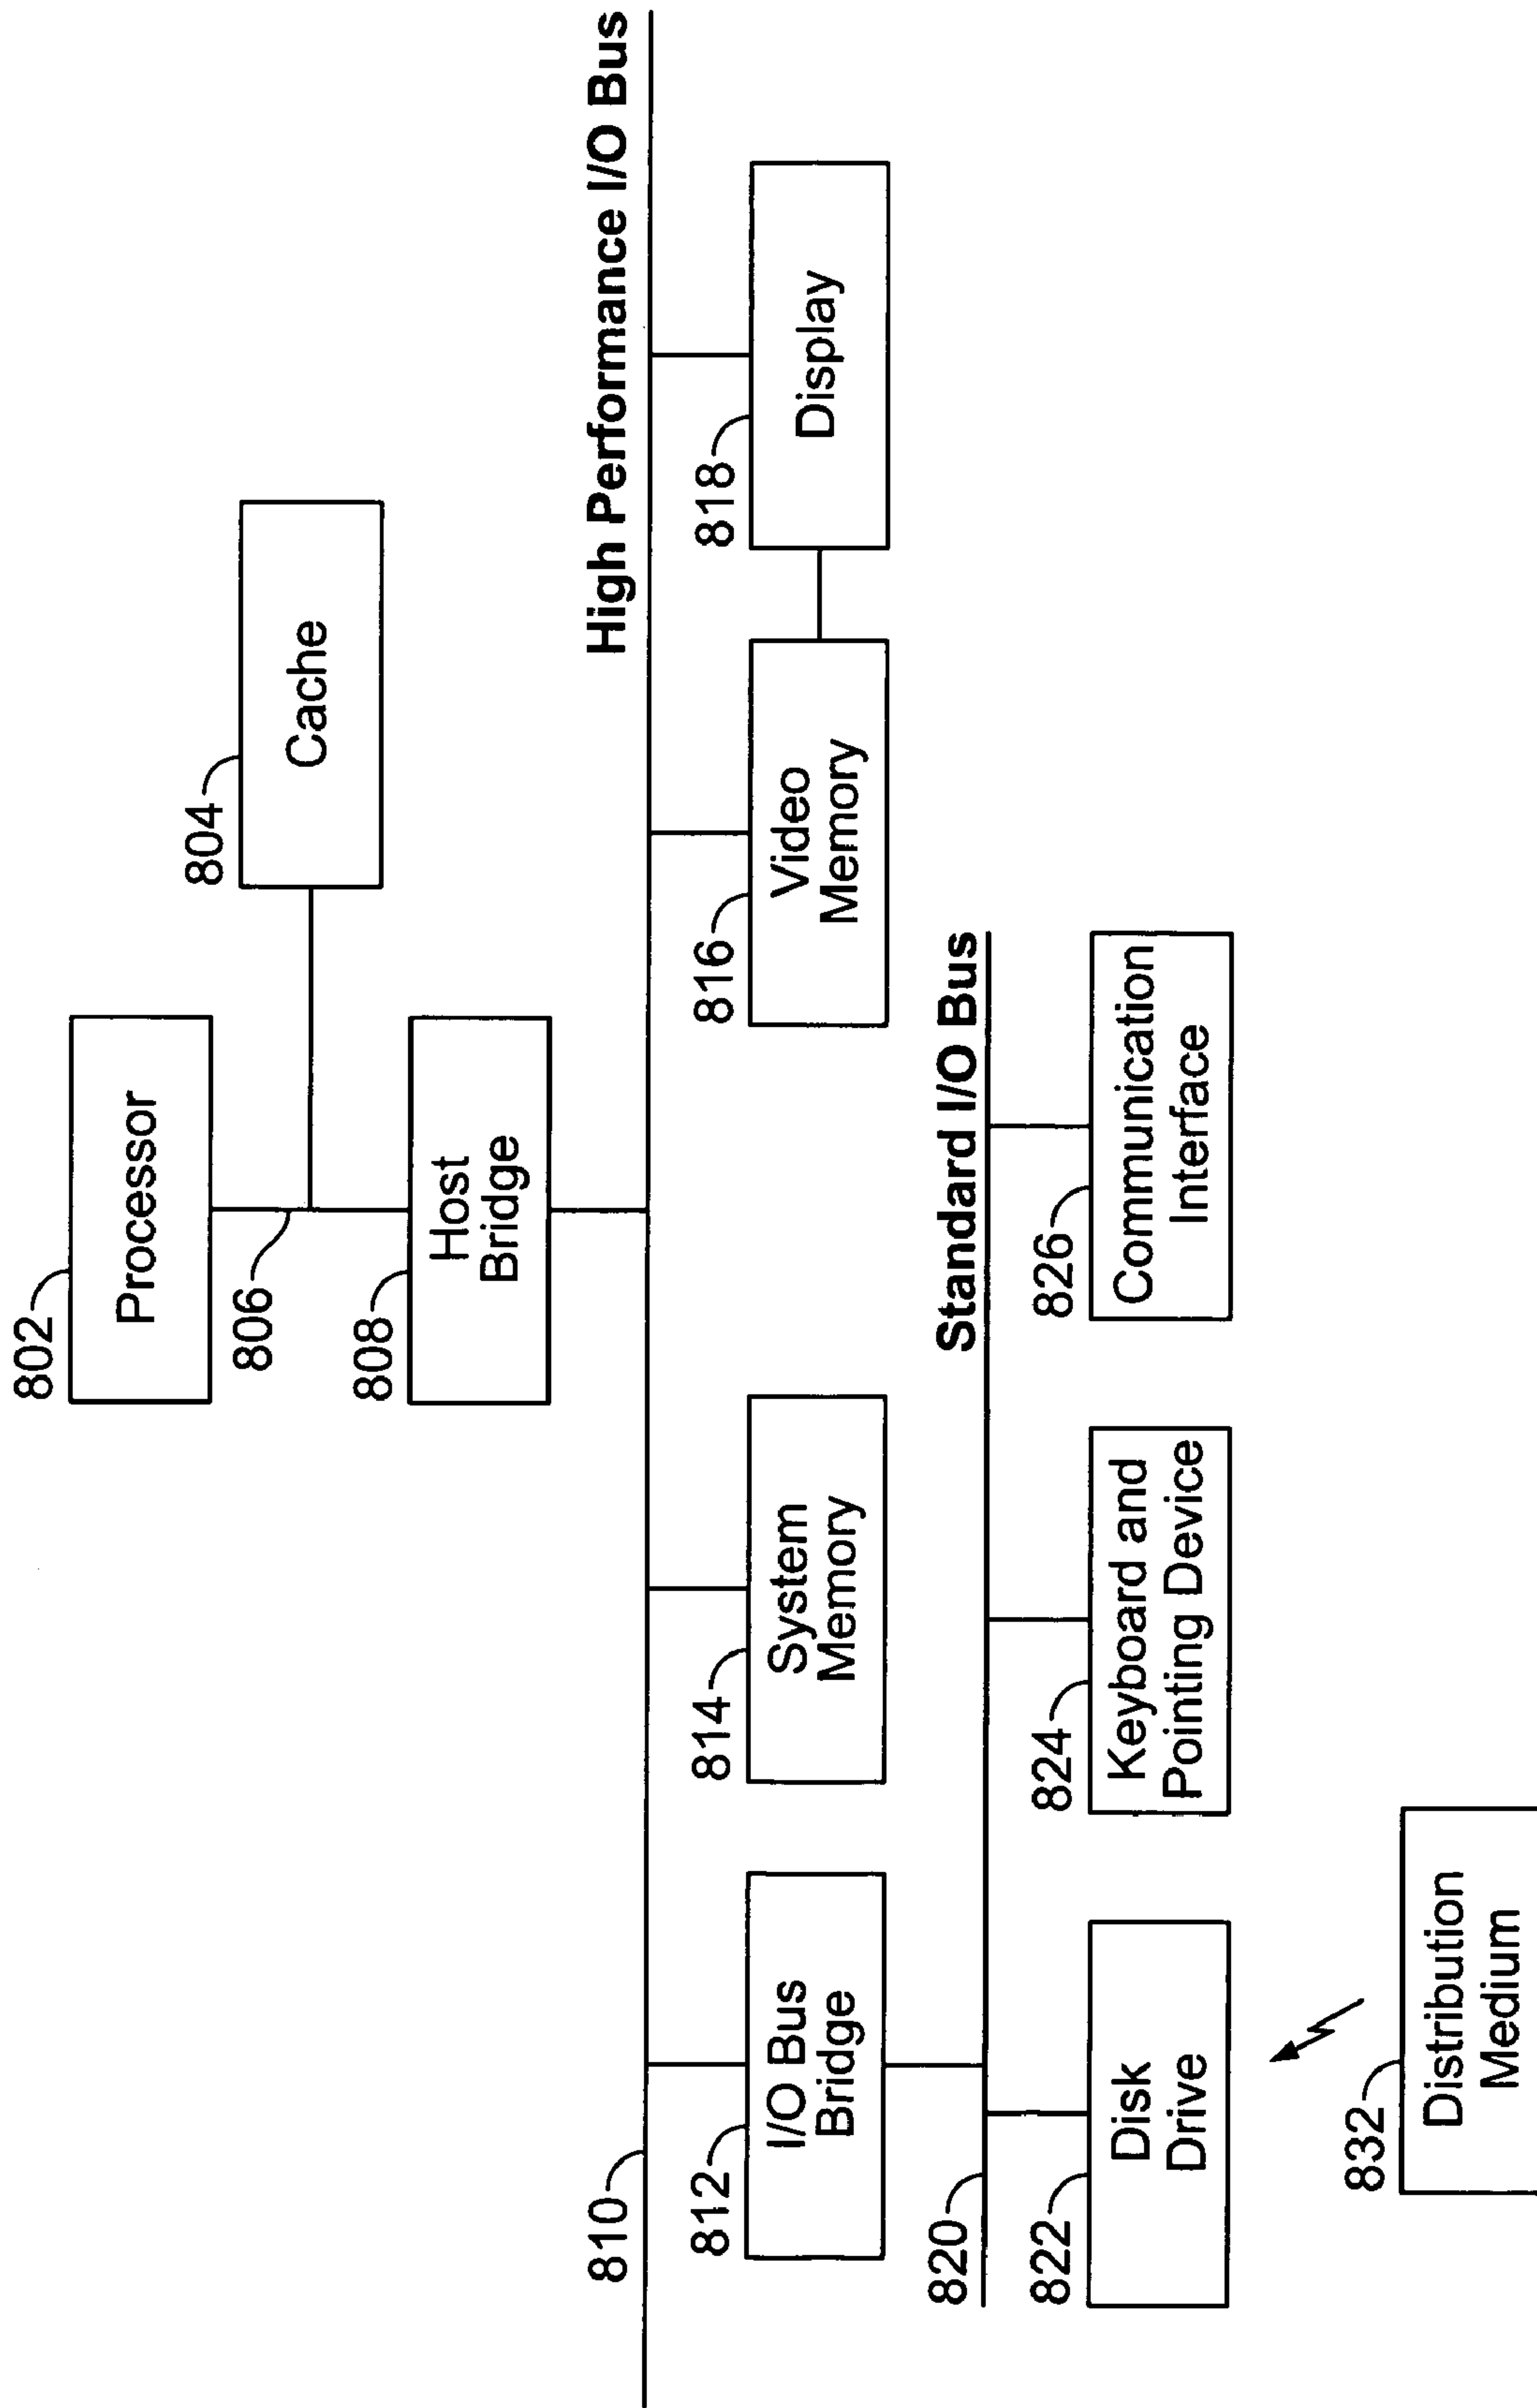 802
Processor
804
Cache
806
808
Host
Bridge
High Performance I/O Bus
810
812
I/O Bus
Bridge
814
System
Memory
816
Video
Memory
818
Display
Standard I/O Bus
820
822
Disk
Drive
824
Keyboard and
Pointing Device
826
Communication
Interface
832
Distribution
Medium